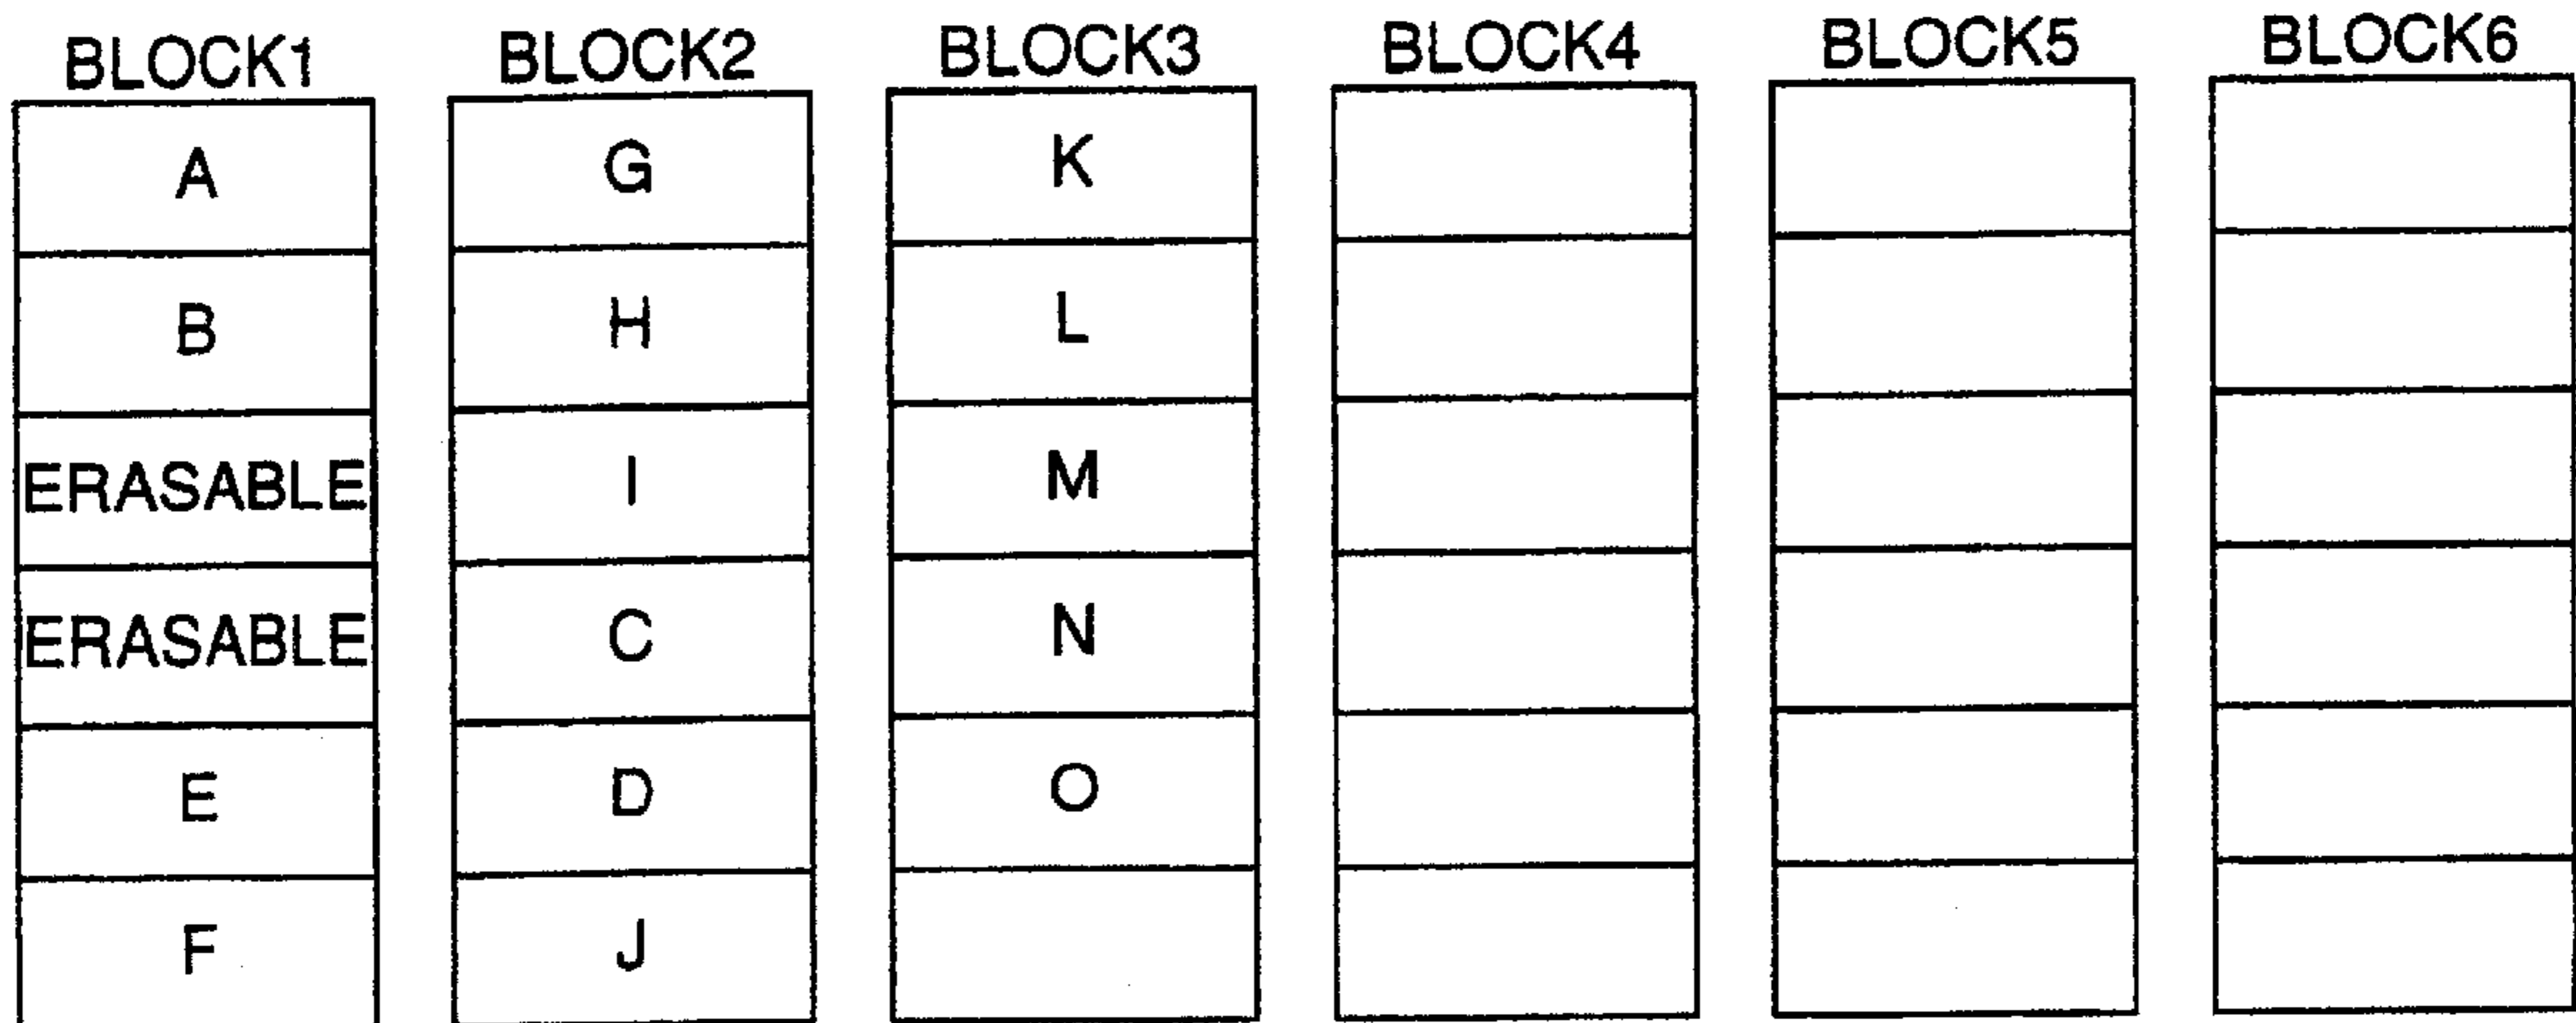 BLOCK1 BLOCK2 BLOCK3 BLOCK4 BLOCK5 BLOCK6
A G K
B H L
ERASABLE I M
ERASABLE C N
E D O
F J